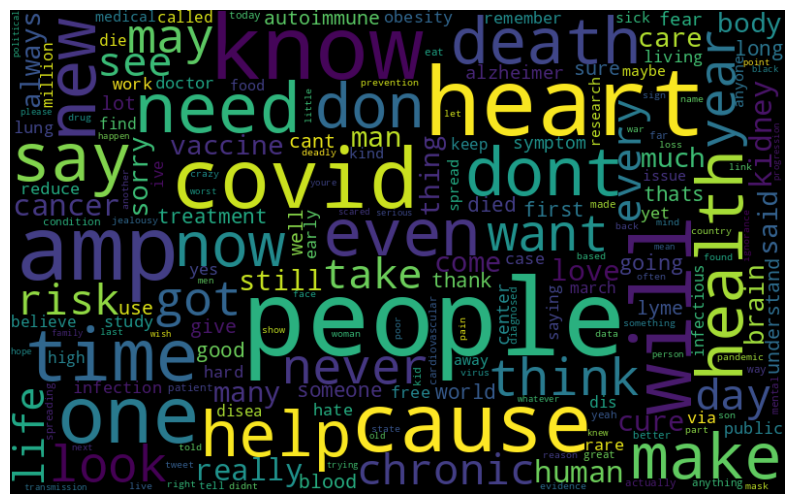 political
always
million
medical
called
new
today
die
autoimmune
may
see
work
doctor
know
obesity
remember
sick
fear
death
care
living
sure
maybe
eat
prevention
body
long
anyone
black
point
year
please
drug
happen
lung
lot
find
food
need
little
don
alzheimer
research
heart
let
name
sign
every
kidney
say
sorry
ive
another
vaccine
cant
kind
deadly
man
keep
symptom
thing
spread
dont
war
far
issue
much
thats
yet
loss
made
link
progression
reduce
cancer
crazy
worst
covid
youre
condition
jealousy
treatment
well
early
scared
serious
even
died
first
want
back
mind
mean
ignorance
said
health
will
amp
now
yes
men
case
come
based
country
often
found
infectious
understand
risk
use
got
still
take
thank
love
going
march
saying
brain
lyme
data
something
pandemic
believe
study
last
give
face
show
people
woman
poor
pain
center
diagnosed
cardiovascular
time
high
family
wish
good
never
away
virus
think
person
way
mental
day
hope
life
infection
spreading
patient
hard
many
someone
free
kid
world
whatever
dis
cure
via
son
one
disea
help
hate
cause
yeah
human
rare
knew
better
part
public
make
look
next
told
really
old
state
chronic
reason
great
actually
anything
transmission
tweet
live
right
tell
didnt
trying
blood
evidence
mask